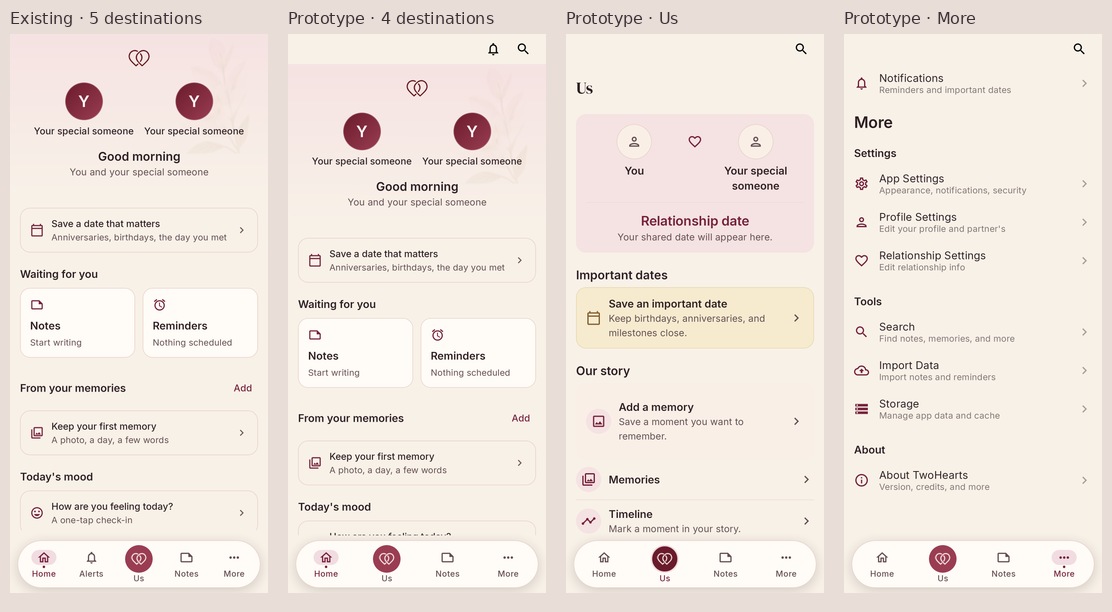 Existing · 5 destinations
Y
Y
Your special someone
Your special someone
Good morning
You and your special someone
Save a date that matters
Anniversaries, birthdays, the day you met
Waiting for you
Notes
Start writing
Reminders
Nothing scheduled
From your memories
Add
Keep your first memory
A photo, a day, a few words
Today's mood
How are you feeling today?
A one-tap check-in
Home
Alerts
Us
Notes
More
Prototype · 4 destinations
Y
Y
Your special someone
Your special someone
Good morning
You and your special someone
Save a date that matters
Anniversaries, birthdays, the day you met
Waiting for you
Notes
Start writing
Reminders
Nothing scheduled
From your memories
Add
Keep your first memory
A photo, a day, a few words
Today's mood
How are you feeling today?
Home
Us
Notes
More
Prototype · Us
Us
You
Your special
someone
Relationship date
Your shared date will appear here.
Important dates
Save an important date
Keep birthdays, anniversaries, and
milestones close.
Our story
Add a memory
Save a moment you want to
remember.
Memories
Timeline
Mark a moment in your story.
Home
Us
Notes
More
Prototype · More
Notifications
Reminders and important dates
More
Settings
App Settings
Appearance, notifications, security
Profile Settings
Edit your profile and partner's
Relationship Settings
Edit relationship info
Tools
Search
Find notes, memories, and more
Import Data
Import notes and reminders
Storage
Manage app data and cache
About
About TwoHearts
Version, credits, and more
Home
Us
Notes
More